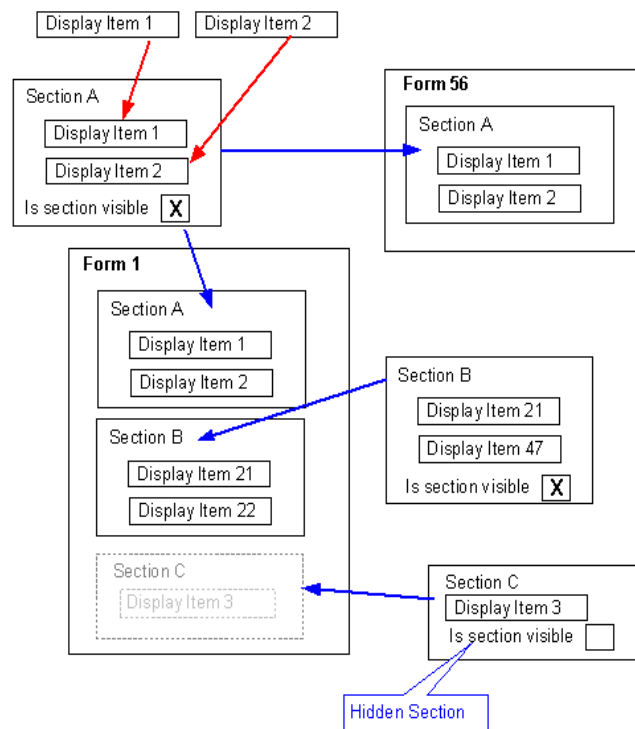 Display Item 1
Display Item 2
Section A
Display Item 1
Display Item 2
Is section visible X
Form 56
Section A
Display Item 1
Display Item 2
Form 1
Section A
Display Item 1
Display Item 2
Section B
Display Item 21
Display Item 22
Section C
Display Item 3
Section B
Display Item 21
Display Item 47
Is section visible X
Section C
Display Item 3
Is section visible
Hidden Section